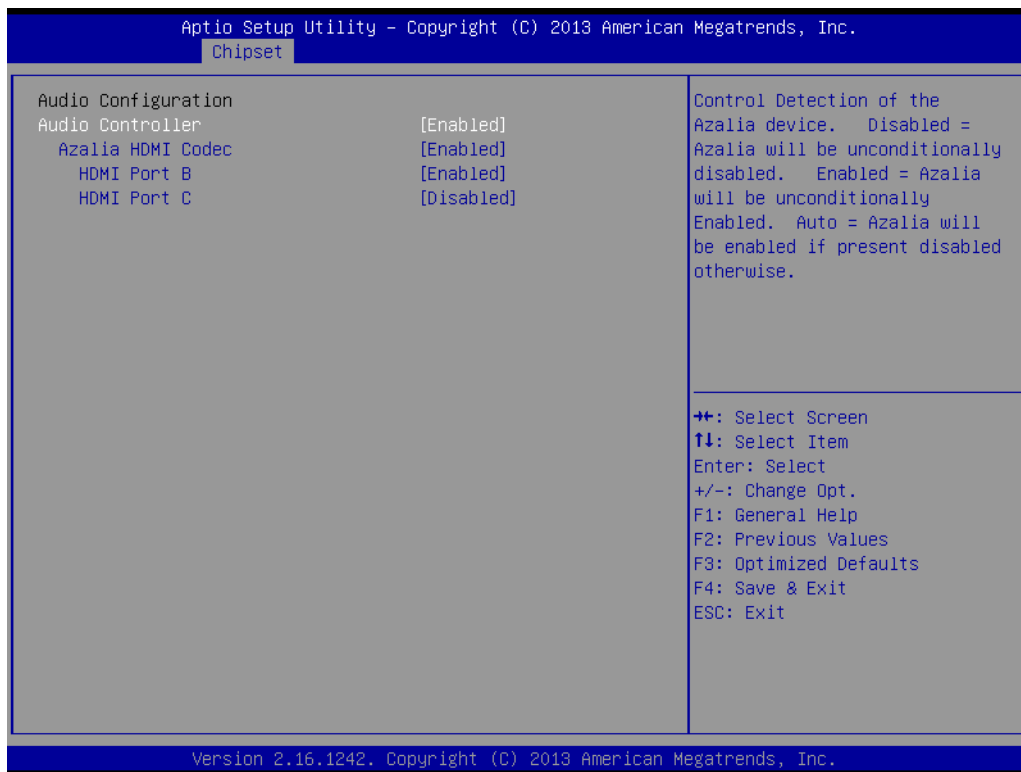 Aptio Setup Utility – Copyright (C) 2013 American Megatrends, Inc.
Chipset
Audio Configuration
Audio Controller [Enabled]
Azalia HDMI Codec [Enabled]
HDMI Port B [Enabled]
HDMI Port C [Disabled]
Control Detection of the
Azalia device. Disabled =
Azalia will be unconditionally
disabled. Enabled = Azalia
will be unconditionally
Enabled. Auto = Azalia will
be enabled if present disabled
otherwise.
→←: Select Screen
↑↓: Select Item
Enter: Select
+/-: Change Opt.
F1: General Help
F2: Previous Values
F3: Optimized Defaults
F4: Save & Exit
ESC: Exit
Version 2.16.1242. Copyright (C) 2013 American Megatrends, Inc.